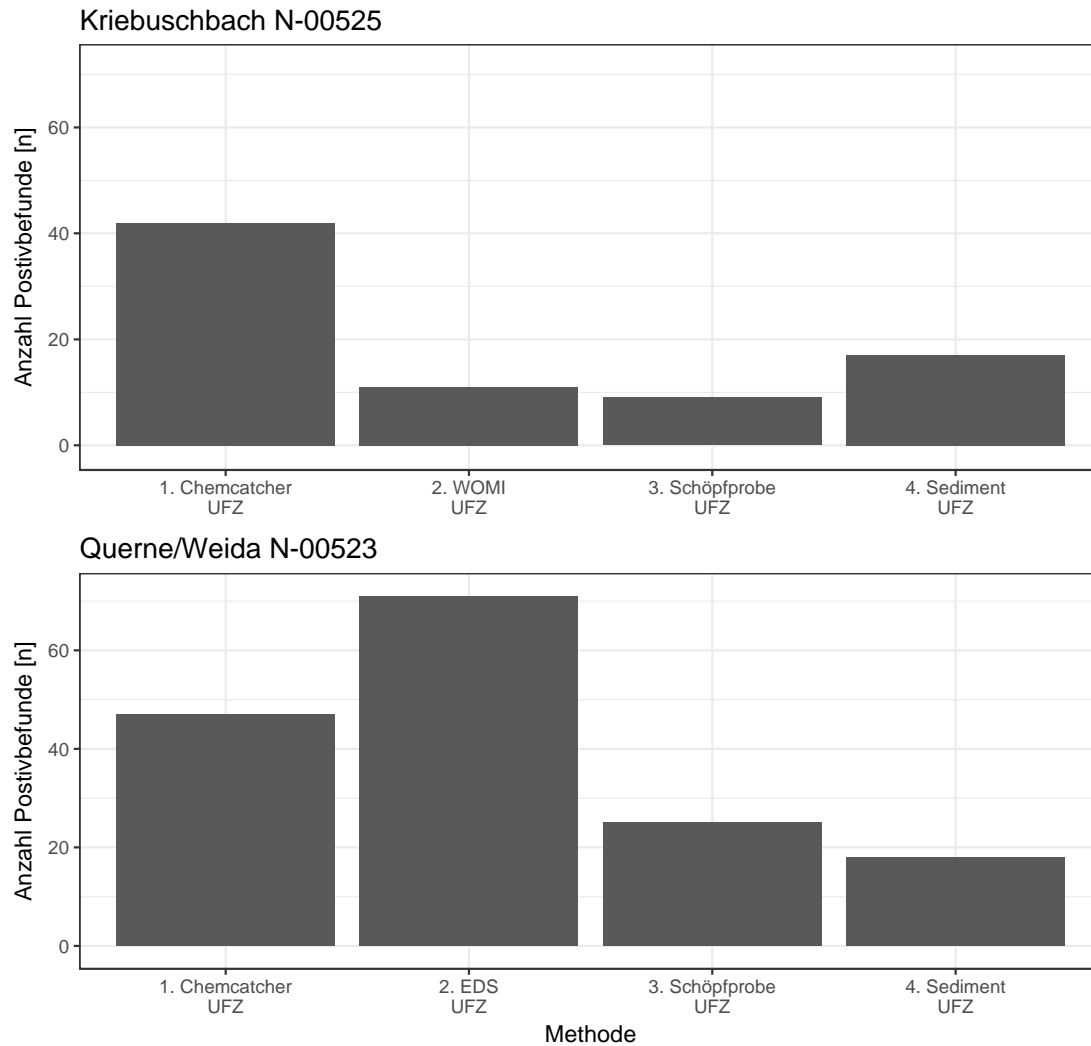 Kriebuschbach N-00525
Anzahl Postivbefunde [n]
60
40
20
0
1. Chemcatcher
UFZ
2. WOMI
UFZ
3. Schöpfprobe
UFZ
4. Sediment
UFZ
Querne/Weida N-00523
Anzahl Postivbefunde [n]
60
40
20
0
1. Chemcatcher
UFZ
2. EDS
UFZ
3. Schöpfprobe
UFZ
4. Sediment
UFZ
Methode